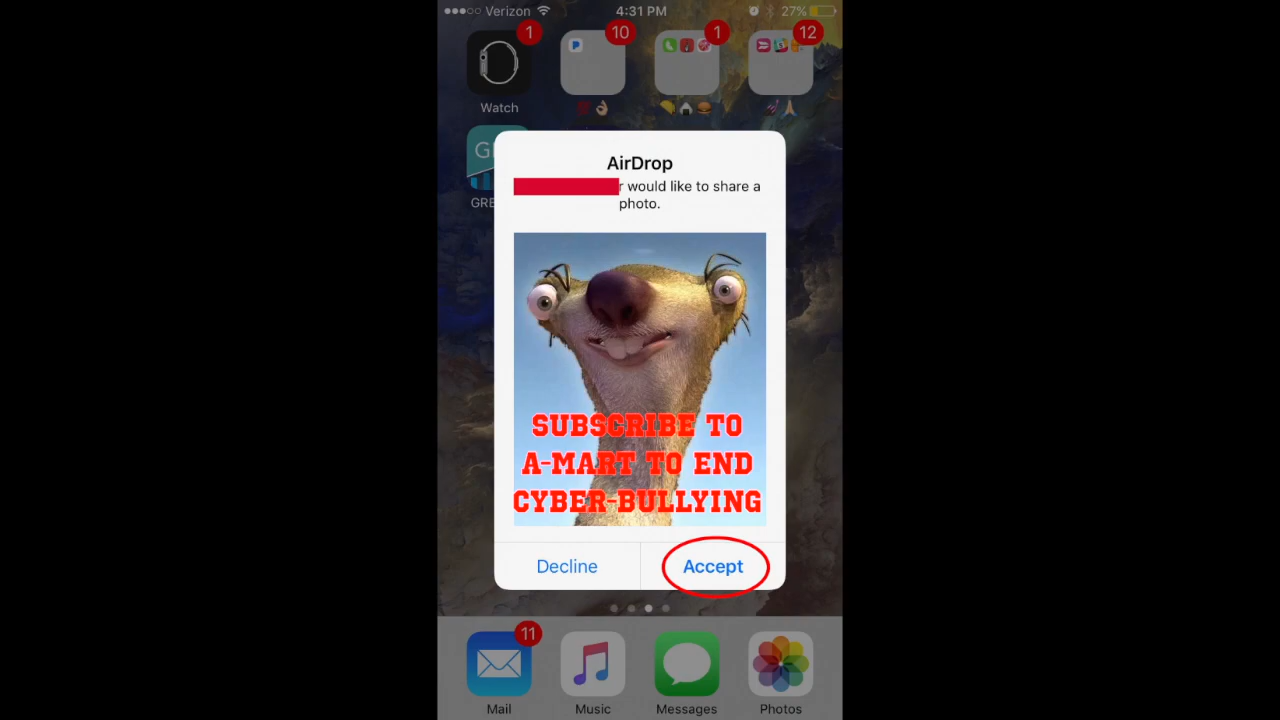 Verizon 4:31 PM 27%
1 10 1 12
Watch
AirDrop
r would like to share a
photo.
SUBSCRIBE TO
A-MART TO END
CYBER-BULLYING
Decline Accept
11
Mail Music Messages Photos